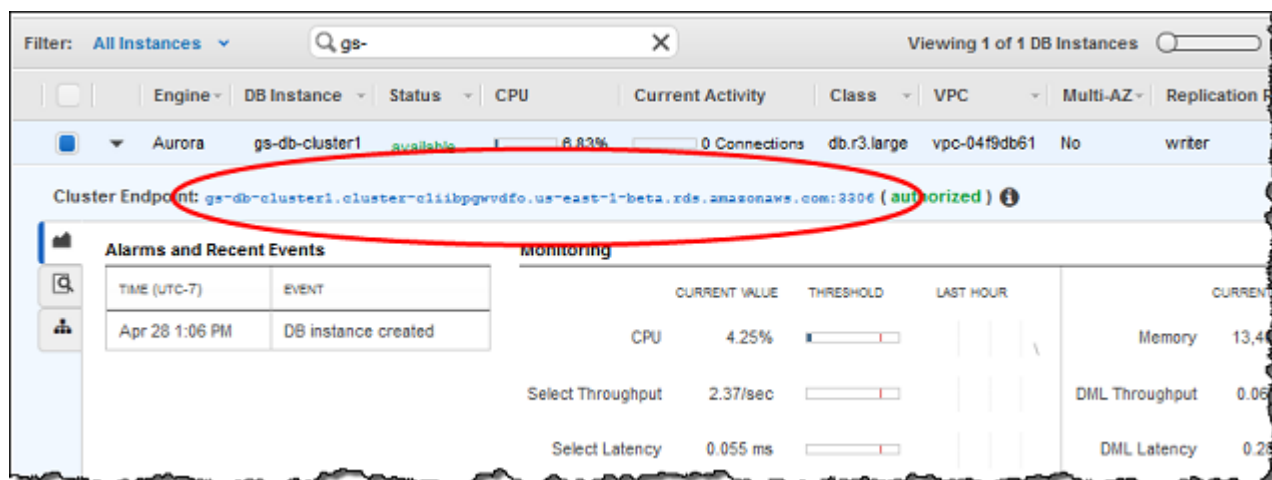 Filter: All Instances gs- Viewing 1 of 1 DB Instances
Engine DB Instance Status CPU Current Activity Class VPC Multi-AZ Replication
Aurora gs-db-cluster1 available 6.83% 0 Connections db.r3.large vpc-04f9db61 No writer
Cluster Endpoint: gs-db-cluster1.cluster-cliibpgwvdfo.us-east-1-beta.rds.amazonaws.com:3306 ( authorized )
Alarms and Recent Events Monitoring
TIME (UTC-7) EVENT CURRENT VALUE THRESHOLD LAST HOUR CURRENT
Apr 28 1:06 PM DB instance created CPU 4.25% Memory
Select Throughput 2.37/sec DML Throughput
Select Latency 0.055 ms DML Latency